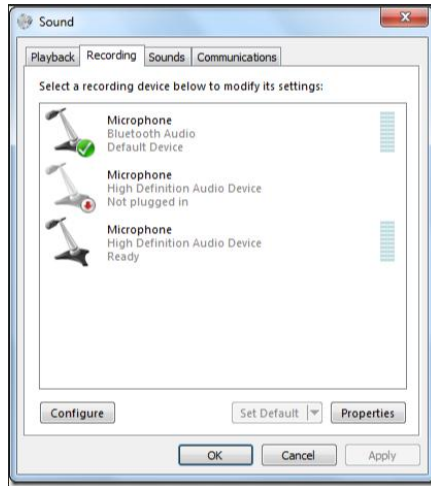 Sound
Playback Recording Sounds Communications
Select a recording device below to modify its settings:
Microphone
Bluetooth Audio
Default Device
Microphone
High Definition Audio Device
Not plugged in
Microphone
High Definition Audio Device
Ready
Configure Set Default Properties
OK Cancel Apply